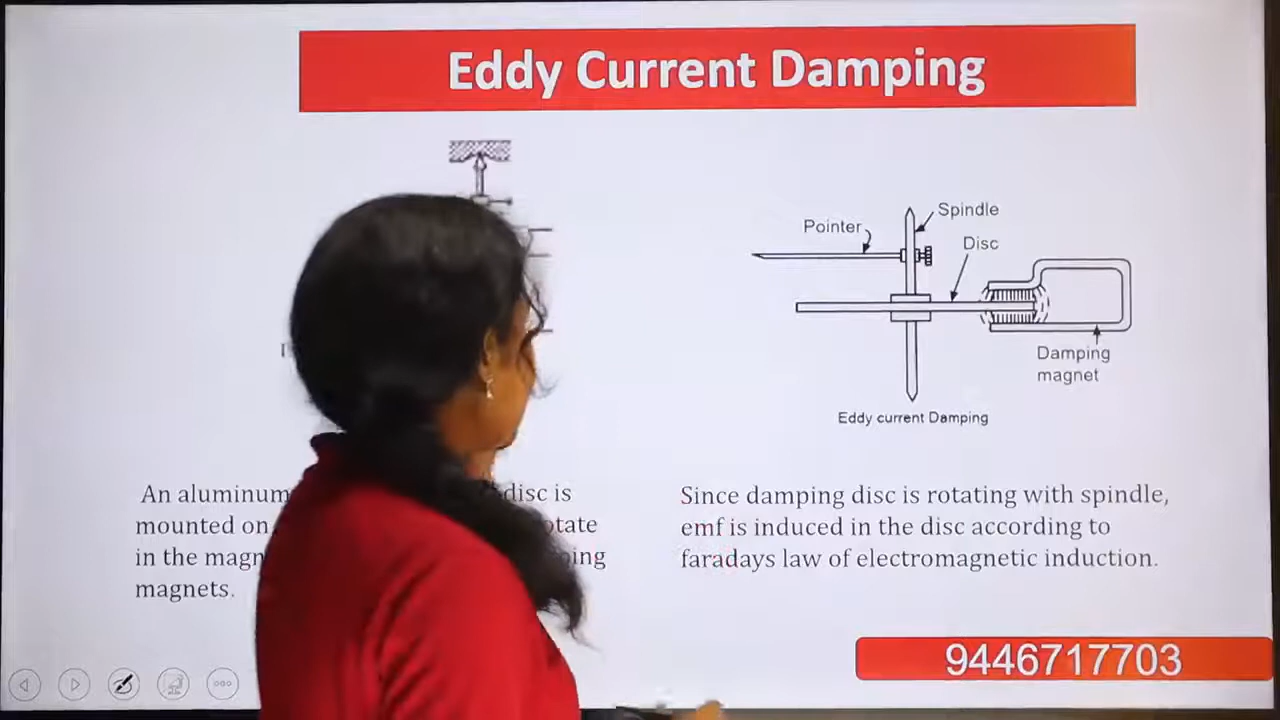 Eddy Current Damping
Spindle
Pointer
Disc
Damping
magnet
Eddy current Damping
An aluminum disc is
mounted on
in the magn
magnets.
Since damping disc is rotating with spindle,
emf is induced in the disc according to
faradays law of electromagnetic induction.
9446717703